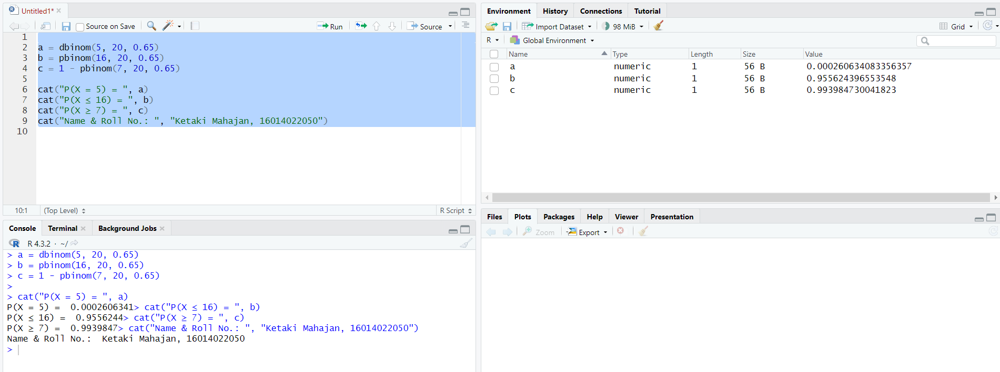 Untitled1*
Source on Save
Run
Source
1
2 a = dbinom(5, 20, 0.65)
3 b = pbinom(16, 20, 0.65)
4 c = 1 - pbinom(7, 20, 0.65)
5
6 cat("P(X = 5) = ", a)
7 cat("P(X ≤ 16) = ", b)
8 cat("P(X ≥ 7) = ", c)
9 cat("Name & Roll No.: ", "Ketaki Mahajan, 16014022050")
10
10:1 (Top Level) R Script
Console Terminal Background Jobs
R R 4.3.2 · ~/
> a = dbinom(5, 20, 0.65)
> b = pbinom(16, 20, 0.65)
> c = 1 - pbinom(7, 20, 0.65)
>
> cat("P(X = 5) = ", a)
P(X = 5) =  0.0002606341> cat("P(X ≤ 16) = ", b)
P(X ≤ 16) =  0.9556244> cat("P(X ≥ 7) = ", c)
P(X ≥ 7) =  0.9939847> cat("Name & Roll No.: ", "Ketaki Mahajan, 16014022050")
Name & Roll No.:  Ketaki Mahajan, 16014022050
>
Environment History Connections Tutorial
Import Dataset 98 MiB Grid
R Global Environment
Name Type Length Size Value
a numeric 1 56 B 0.000260634083356357
b numeric 1 56 B 0.955624396553548
c numeric 1 56 B 0.993984730041823
Files Plots Packages Help Viewer Presentation
Zoom Export